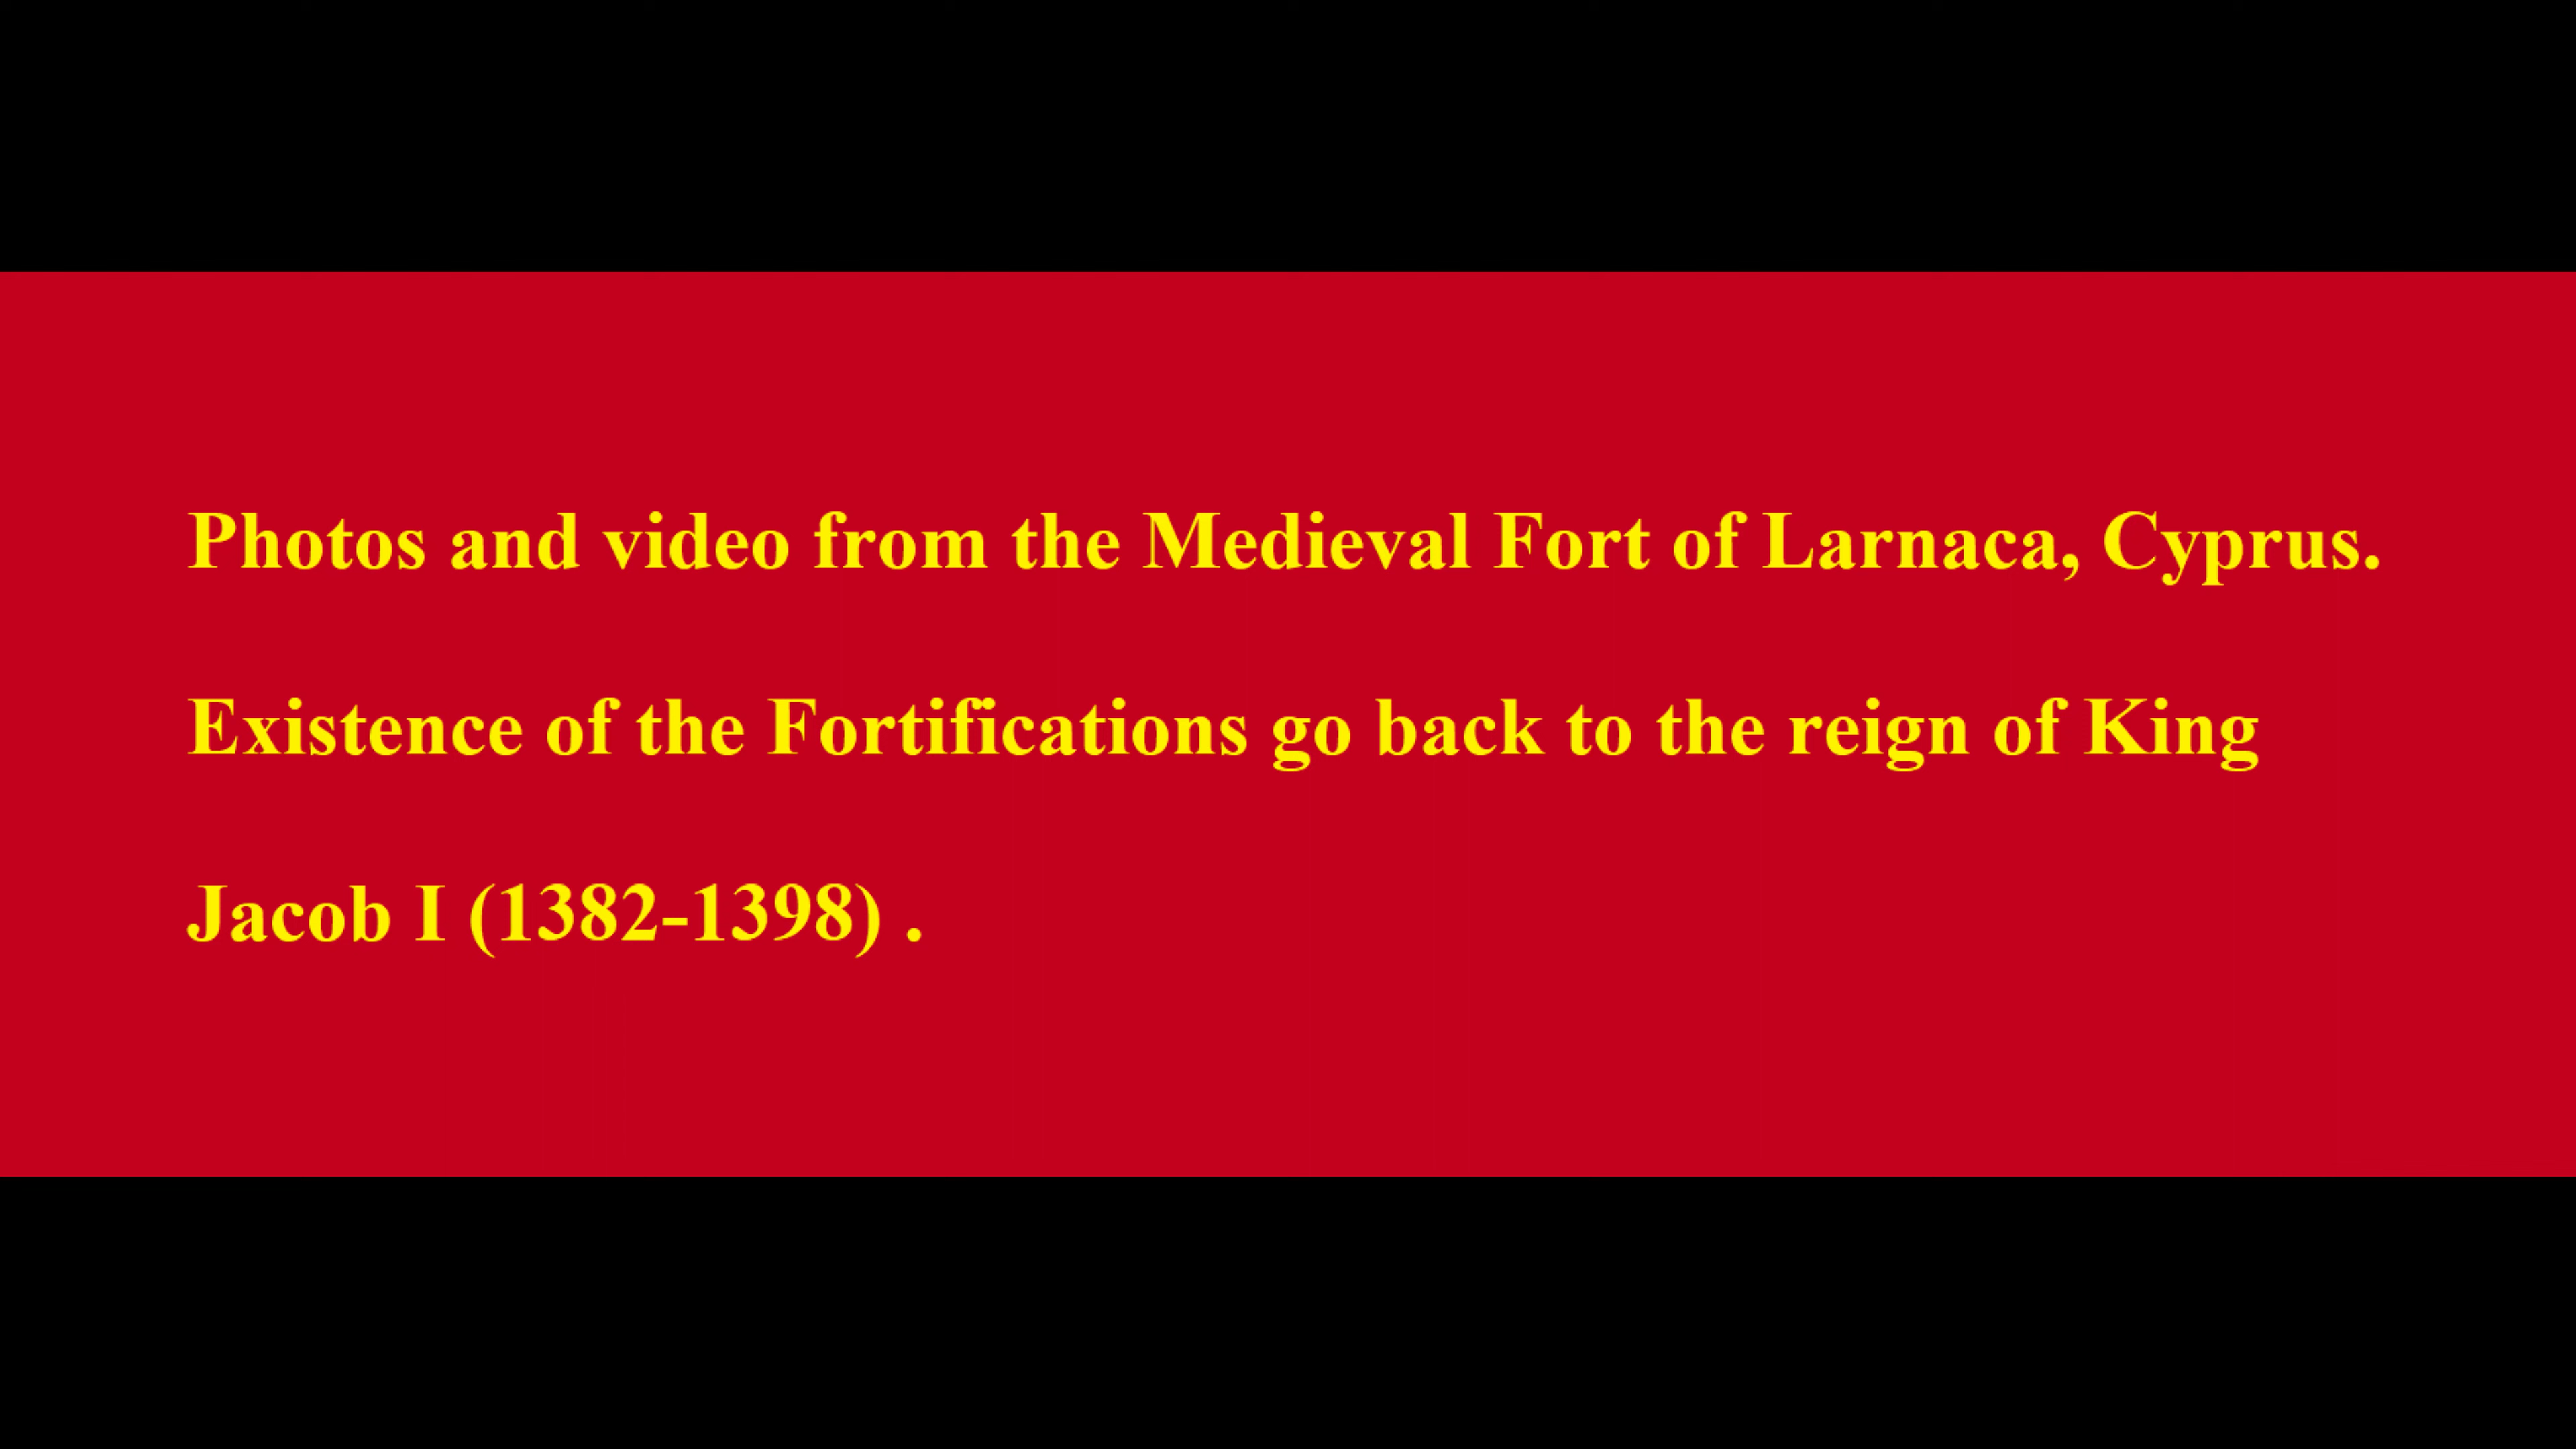 Photos and video from the Medieval Fort of Larnaca, Cyprus.
Existence of the Fortifications go back to the reign of King
Jacob I (1382-1398) .